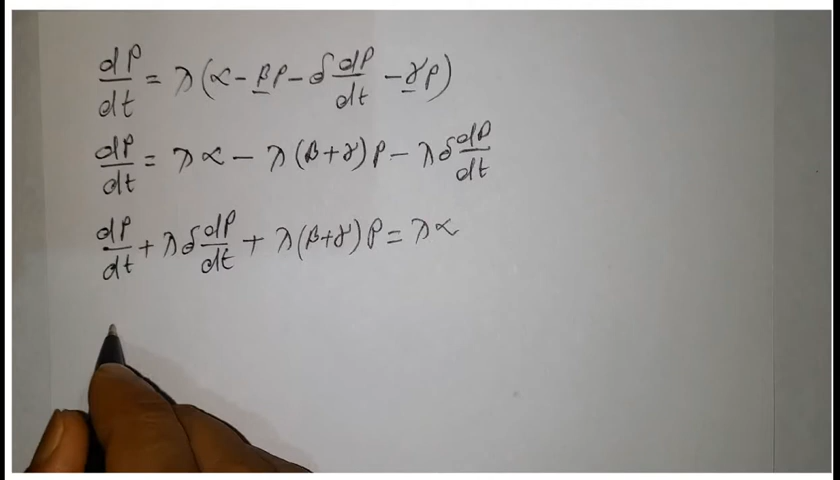 dP/dt = λ(α - βP - δ dP/dt - γP)
dP/dt = λα - λ(β+γ)P - λδ dP/dt
dP/dt + λδ dP/dt + λ(β+γ)P = λα